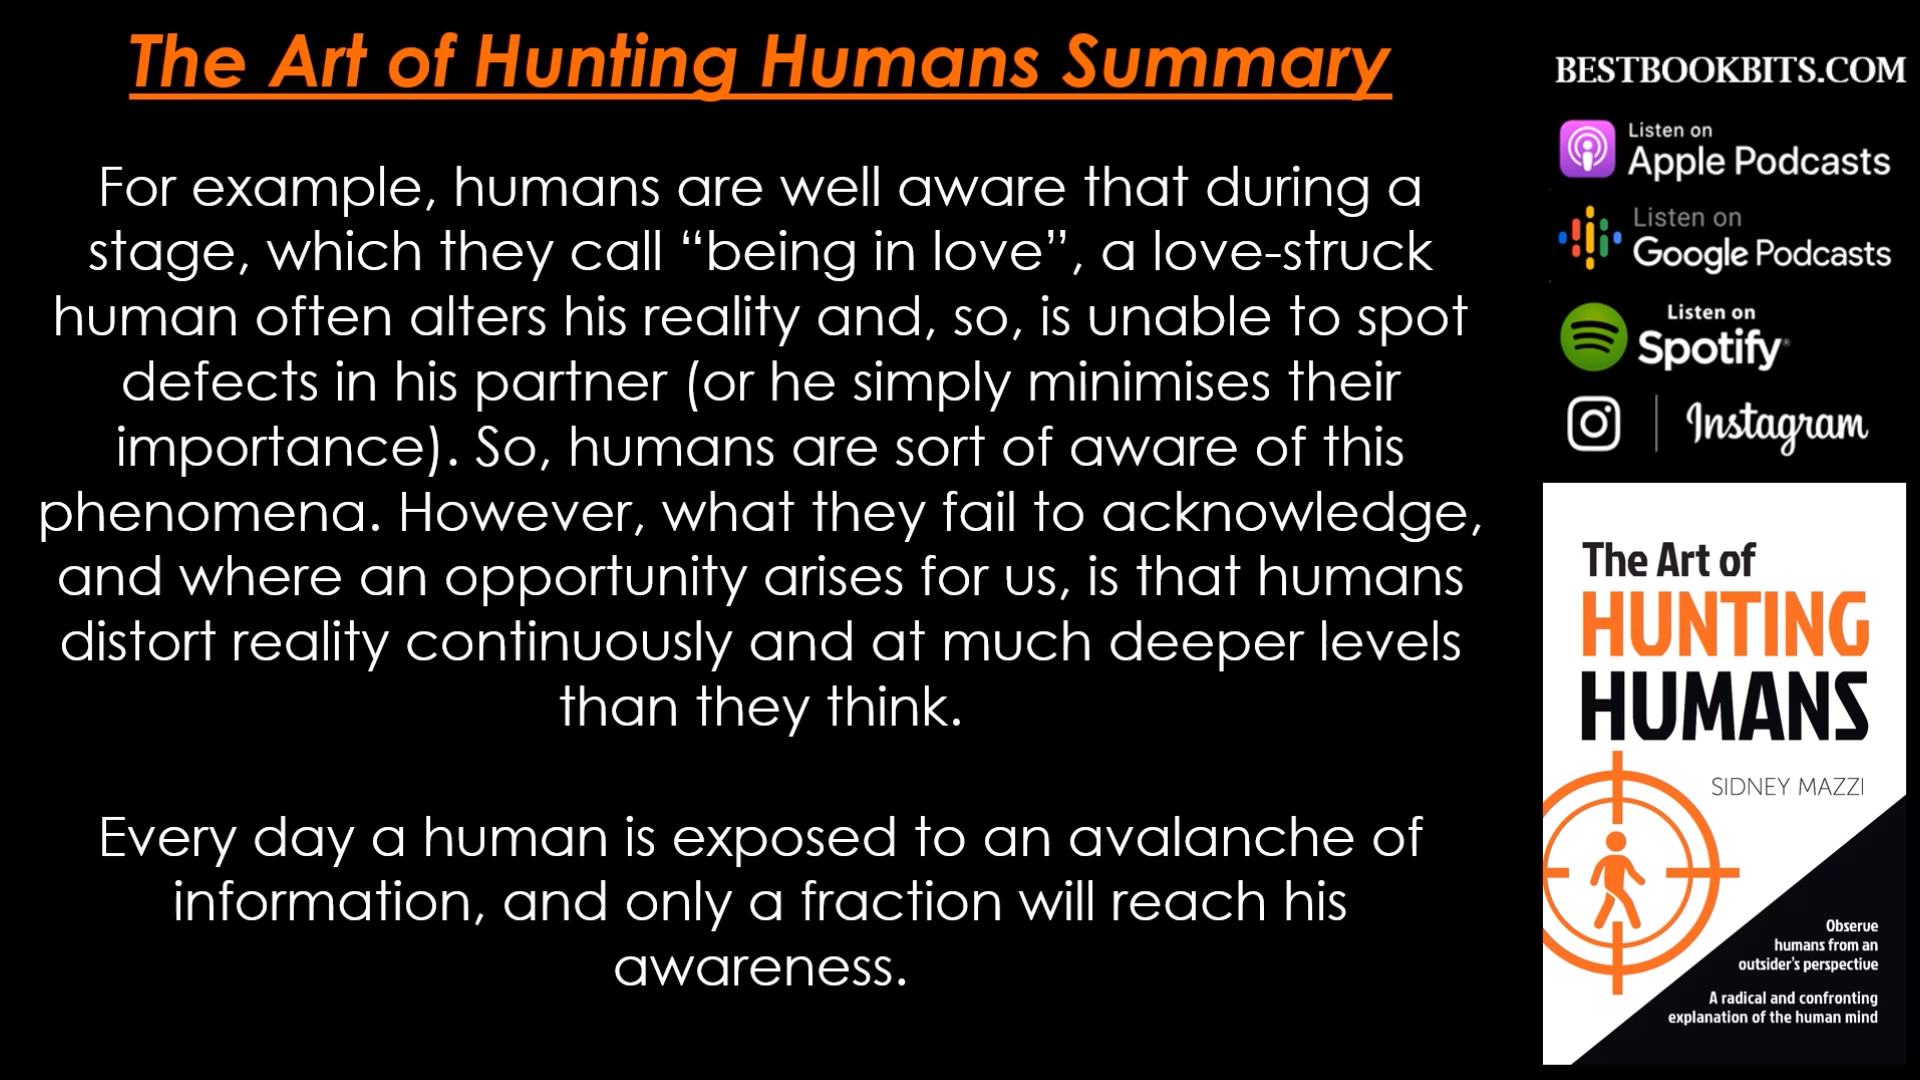 The Art of Hunting Humans Summary
For example, humans are well aware that during a
stage, which they call “being in love”, a love-struck
human often alters his reality and, so, is unable to spot
defects in his partner (or he simply minimises their
importance). So, humans are sort of aware of this
phenomena. However, what they fail to acknowledge,
and where an opportunity arises for us, is that humans
distort reality continuously and at much deeper levels
than they think.
Every day a human is exposed to an avalanche of
information, and only a fraction will reach his
awareness.
BESTBOOKBITS.COM
Listen on
Apple Podcasts
Listen on
Google Podcasts
Listen on
Spotify
Instagram
The Art of
HUNTING
HUMANS
SIDNEY MAZZI
Observe
humans from an
outsider's perspective
A radical and confronting
explanation of the human mind